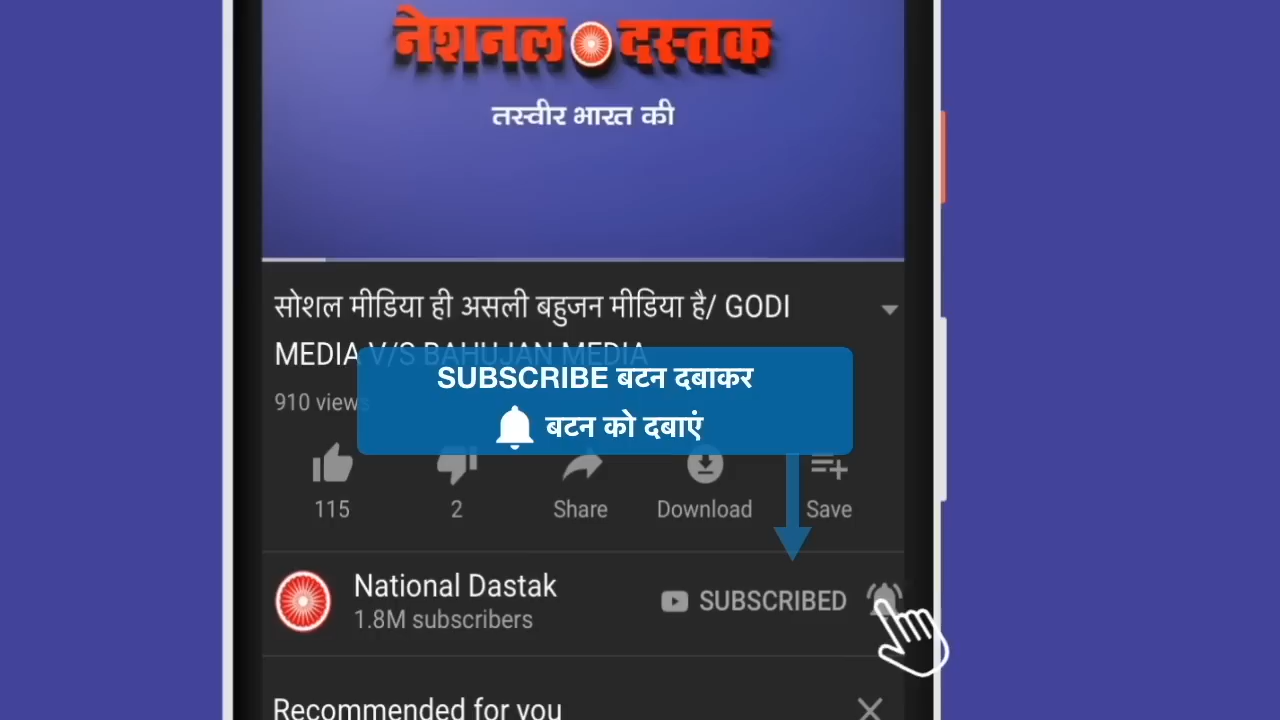 नेशनल दस्तक
तस्वीर भारत की
सोशल मीडिया ही असली बहुजन मीडिया है/ GODI
MEDIA V/S BAHUJAN MEDIA
910 views
SUBSCRIBE बटन दबाकर
बटन को दबाएं
115
2
Share
Download
Save
National Dastak
1.8M subscribers
SUBSCRIBED
Recommended for you